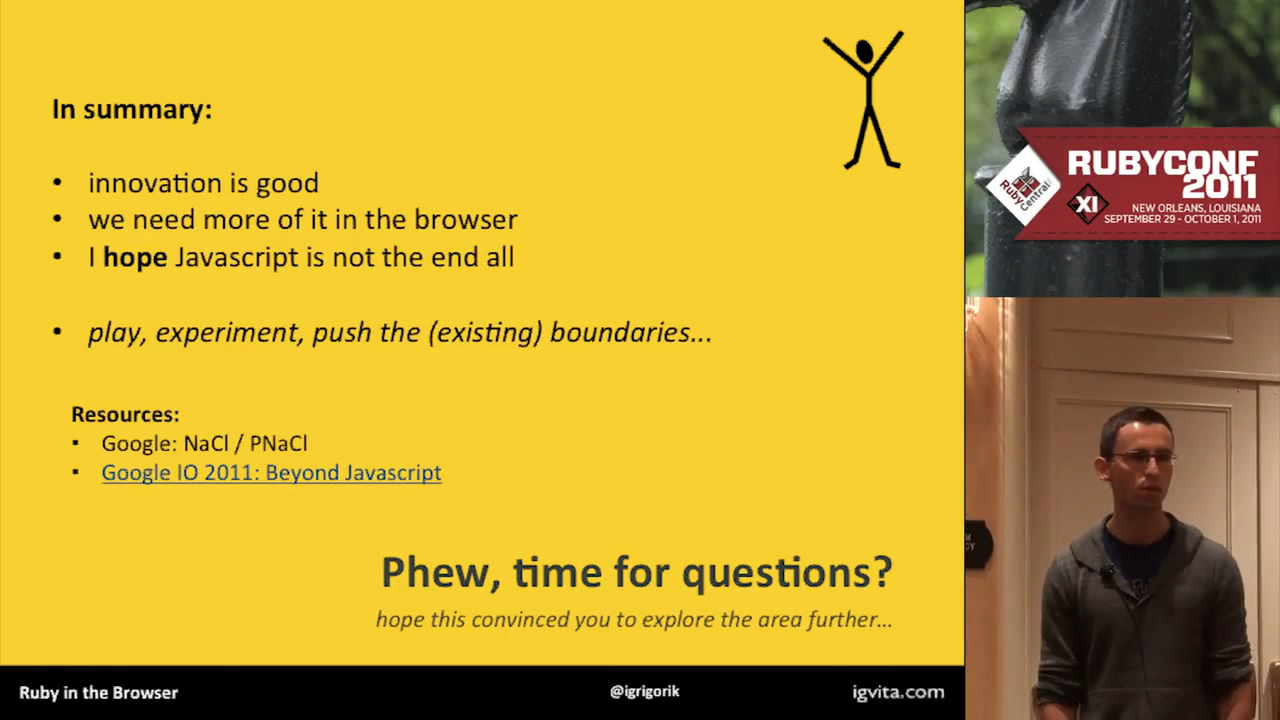 In summary:
• innovation is good
• we need more of it in the browser
• I hope Javascript is not the end all
• play, experiment, push the (existing) boundaries...
Resources:
▪ Google: NaCl / PNaCl
▪ Google IO 2011: Beyond Javascript
Phew, time for questions?
hope this convinced you to explore the area further...
Ruby in the Browser
@igrigorik
igvita.com
RUBYCONF
2011
Ruby Central
XI
NEW ORLEANS, LOUISIANA
SEPTEMBER 29 - OCTOBER 1, 2011